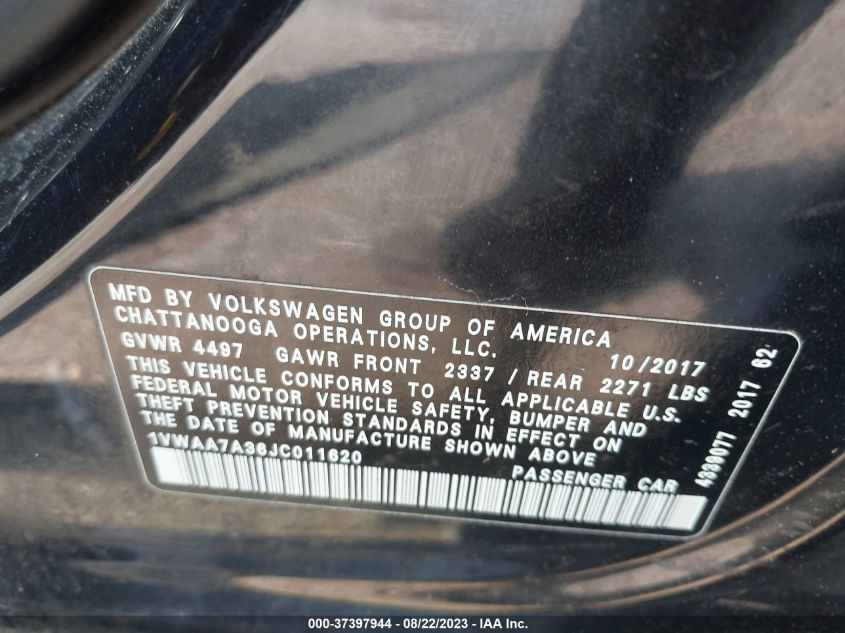 MFD BY VOLKSWAGEN GROUP OF AMERICA
CHATTANOOGA OPERATIONS, LLC. 10/2017
GVWR 4497 GAWR FRONT 2337 / REAR 2271 LBS
THIS VEHICLE CONFORMS TO ALL APPLICABLE U.S.
FEDERAL MOTOR VEHICLE SAFETY, BUMPER AND
THEFT PREVENTION STANDARDS IN EFFECT ON
THE DATE OF MANUFACTURE SHOWN ABOVE
1VWAA7A36JC011620 PASSENGER CAR
4339077 2017 62
000-37397944 - 08/22/2023 - IAA Inc.